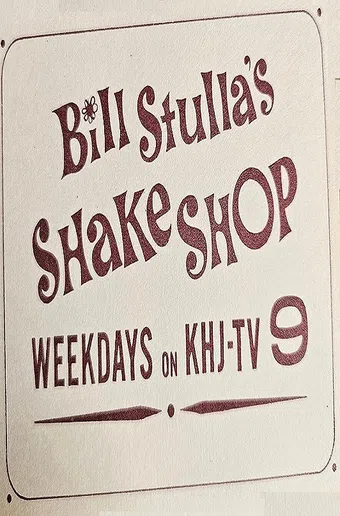 Bill Stulla's
SHaKe SHOP
WEEKDAYS ON KHJ-TV 9